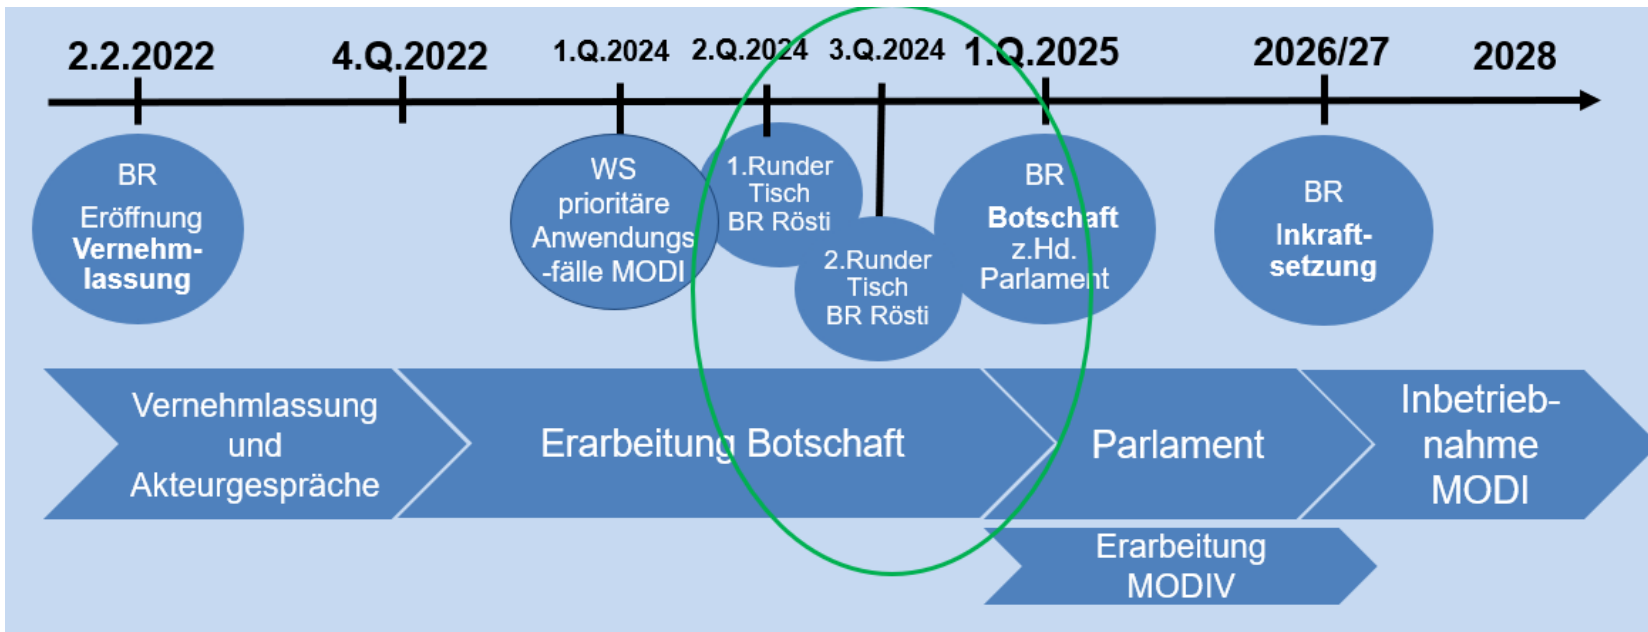 2.2.2022
4.Q.2022
1.Q.2024
2.Q.2024
3.Q.2024
1.Q.2025
2026/27
2028
BR
Eröffnung
Vernehm-
lassung
WS
prioritäre
Anwendungs
-fälle MODI
1.Runder
Tisch
BR Rösti
2.Runder
Tisch
BR Rösti
BR
Botschaft
z.Hd.
Parlament
BR
Inkraft-
setzung
Vernehmlassung
und
Akteurgespräche
Erarbeitung Botschaft
Parlament
Inbetrieb-
nahme
MODI
Erarbeitung
MODIV